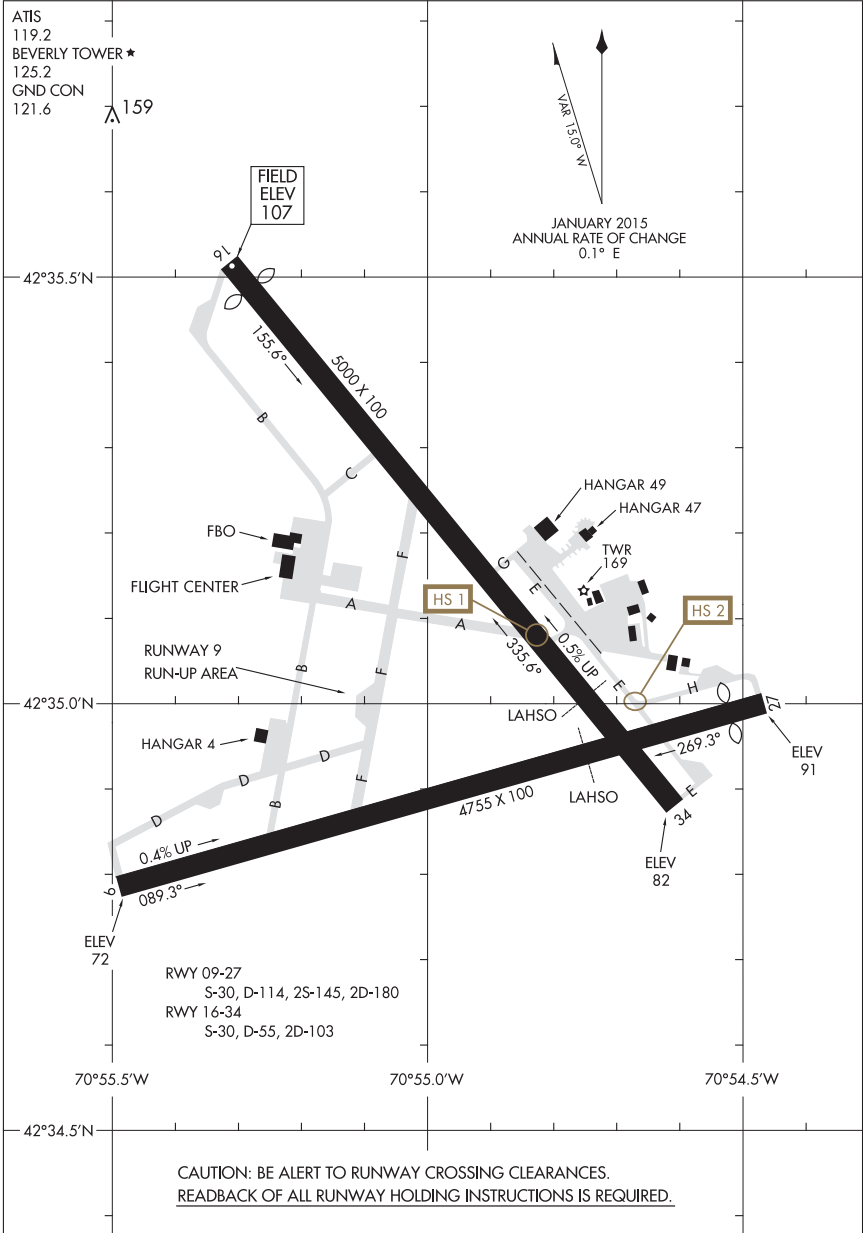 ATIS
119.2
BEVERLY TOWER ★
125.2
GND CON
121.6
159
VAR 15.0° W
JANUARY 2015
ANNUAL RATE OF CHANGE
0.1° E
FIELD
ELEV
107
16
42°35.5'N
155.6°
5000 X 100
B
C
HANGAR 49
HANGAR 47
FBO
F
TWR
169
G
E
FLIGHT CENTER
A
HS 1
HS 2
A
335.6°
0.5% UP
RUNWAY 9
RUN-UP AREA
B
F
E
H
42°35.0'N
LAHSO
27
HANGAR 4
D
269.3°
ELEV
91
D
F
4755 X 100
LAHSO
E
D
B
34
0.4% UP
ELEV
82
9
089.3°
ELEV
72
RWY 09-27
S-30, D-114, 2S-145, 2D-180
RWY 16-34
S-30, D-55, 2D-103
70°55.5'W
70°55.0'W
70°54.5'W
42°34.5'N
CAUTION: BE ALERT TO RUNWAY CROSSING CLEARANCES.
READBACK OF ALL RUNWAY HOLDING INSTRUCTIONS IS REQUIRED.